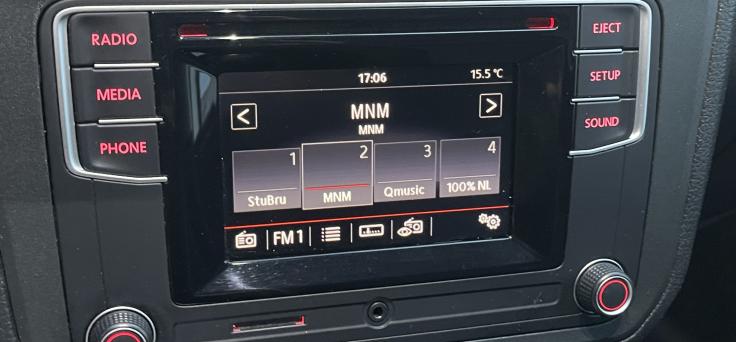 RADIO
MEDIA
PHONE
EJECT
SETUP
SOUND
17:06
15.5 °C
<
MNM
MNM
>
1
StuBru
2
MNM
3
Qmusic
4
100% NL
FM1